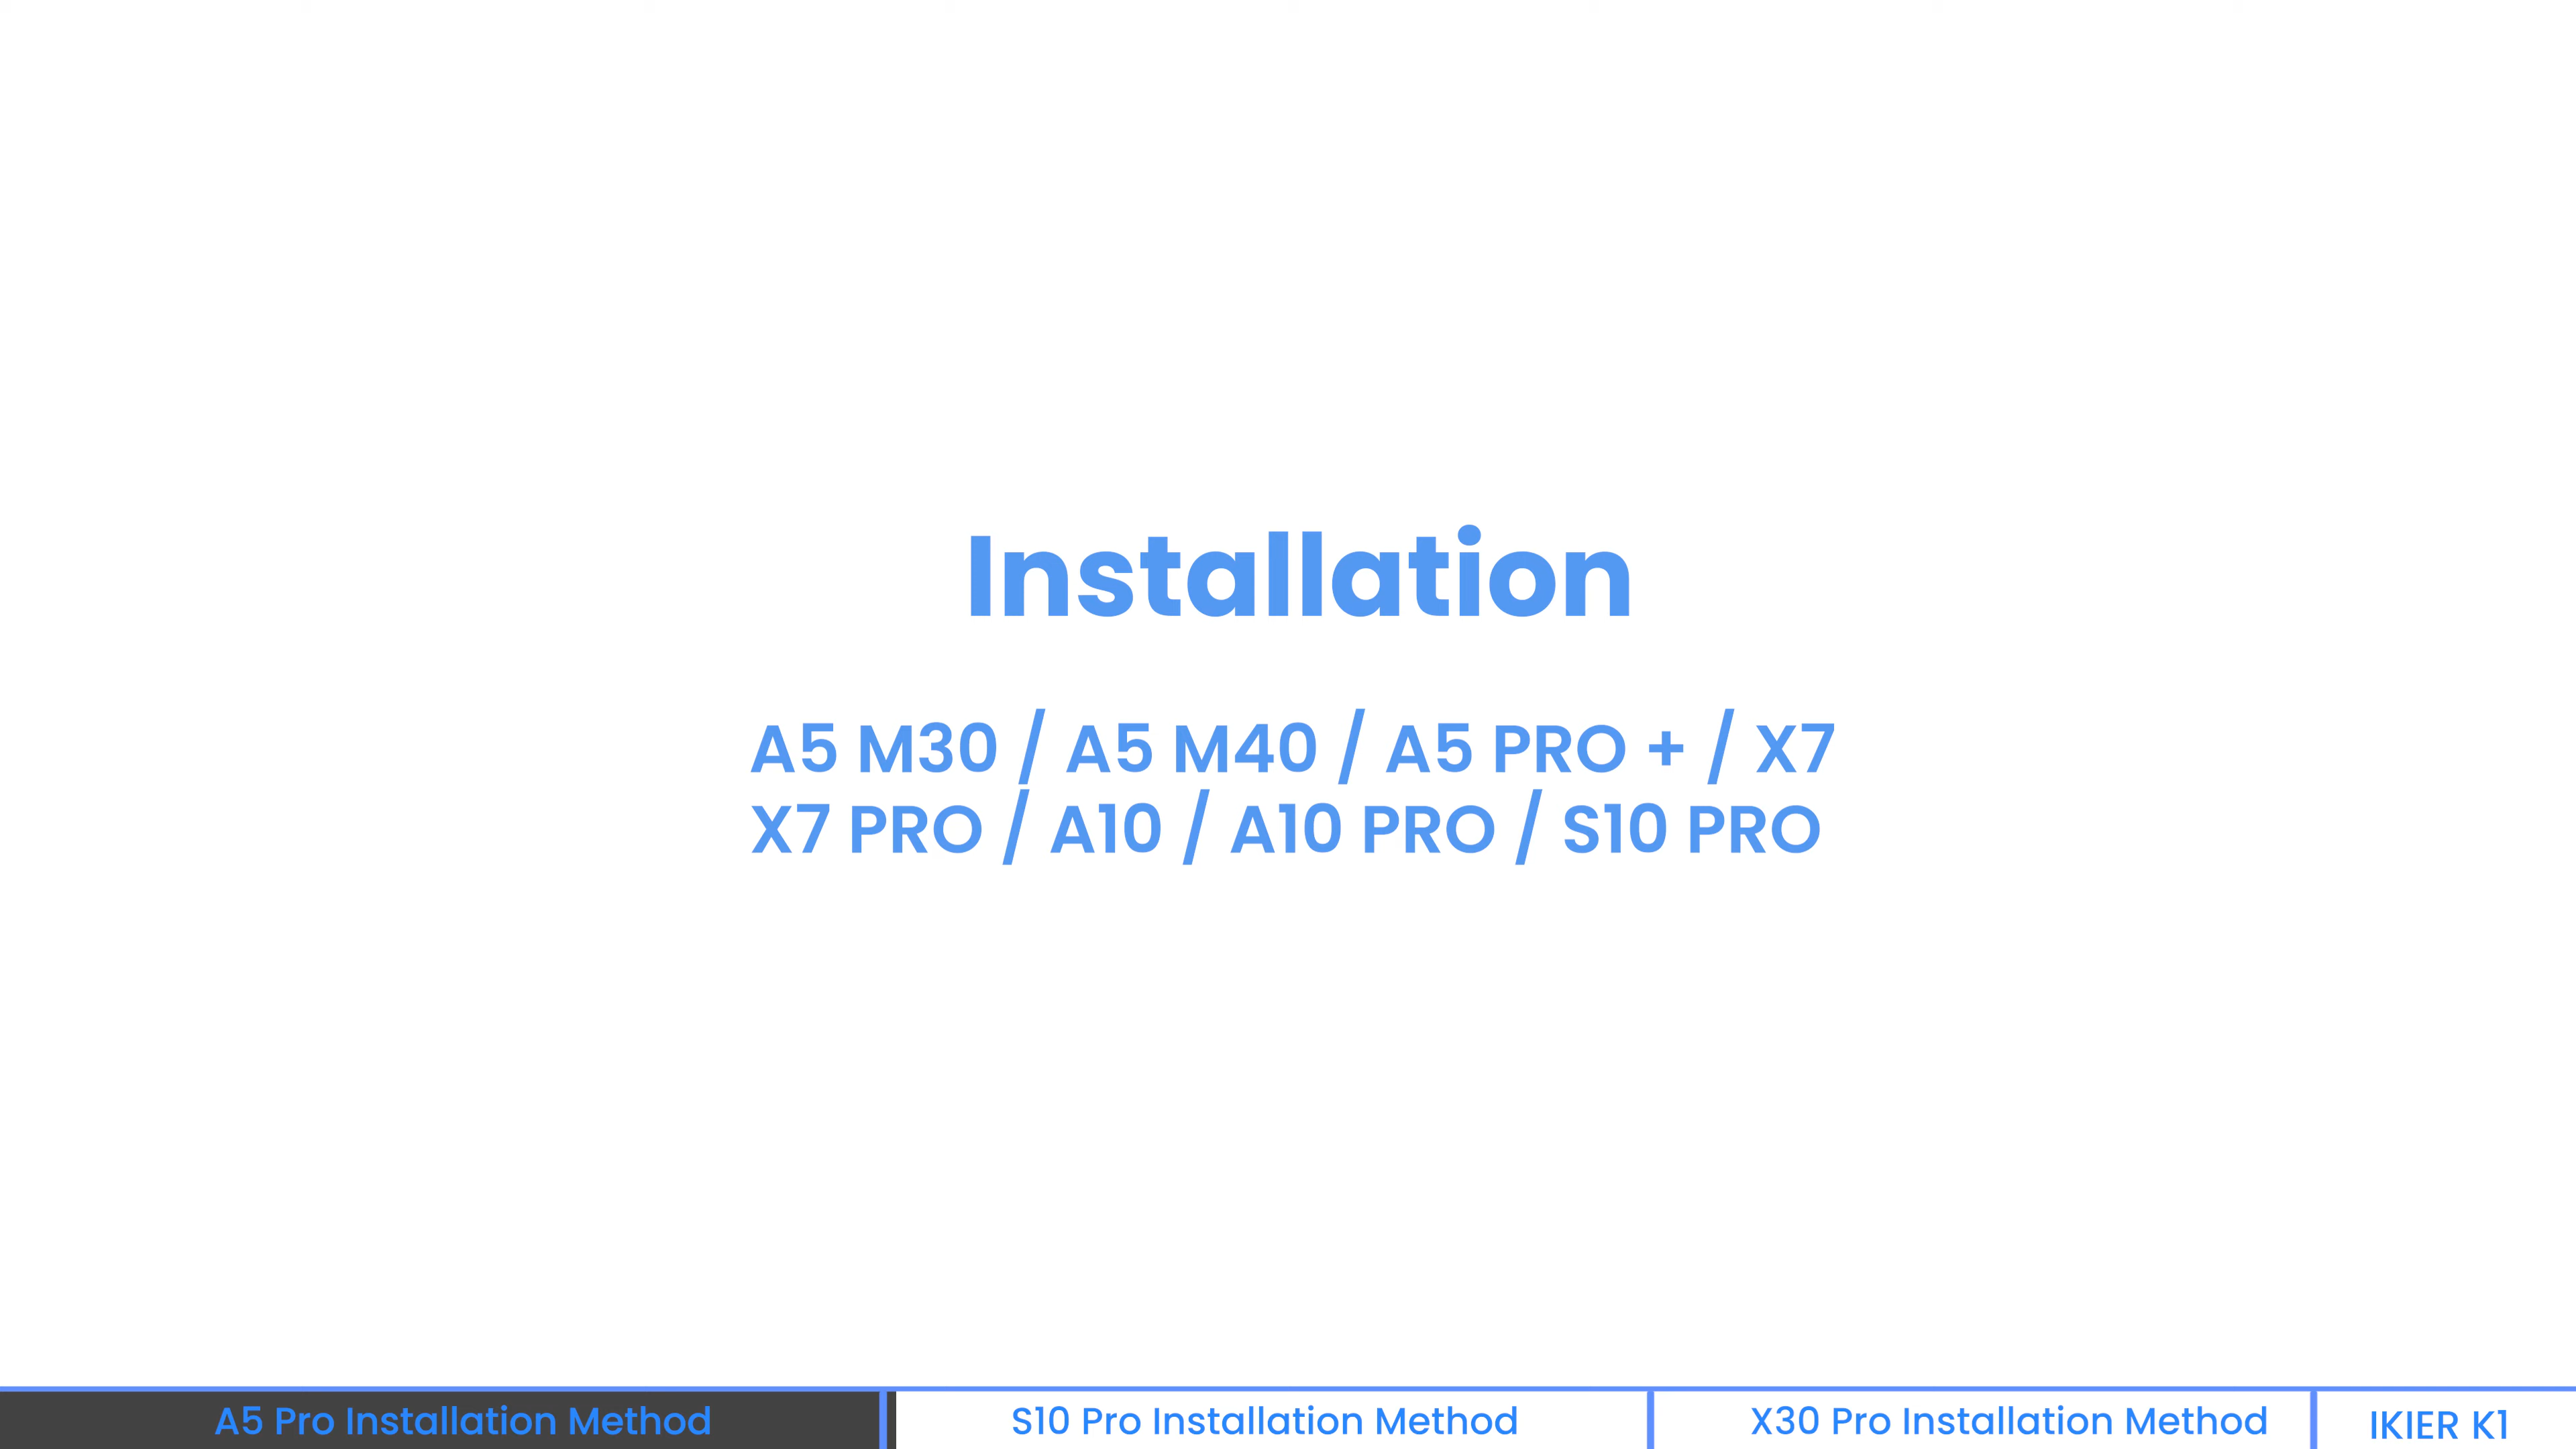 Installation
A5 M30 / A5 M40 / A5 PRO + / X7
X7 PRO / A10 / A10 PRO / S10 PRO
A5 Pro Installation Method
S10 Pro Installation Method
X30 Pro Installation Method
IKIER K1